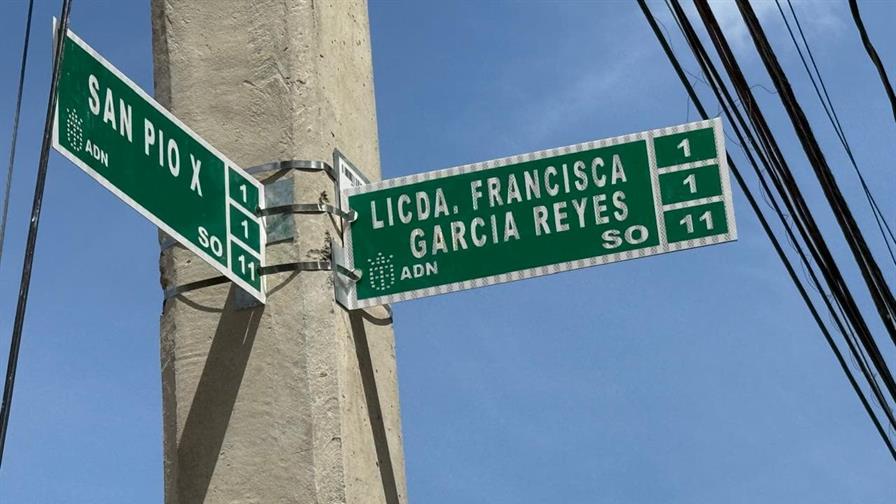 SAN PIO X
ADN
SO
1
1
11
LICDA. FRANCISCA
GARCIA REYES
ADN
SO
1
1
11